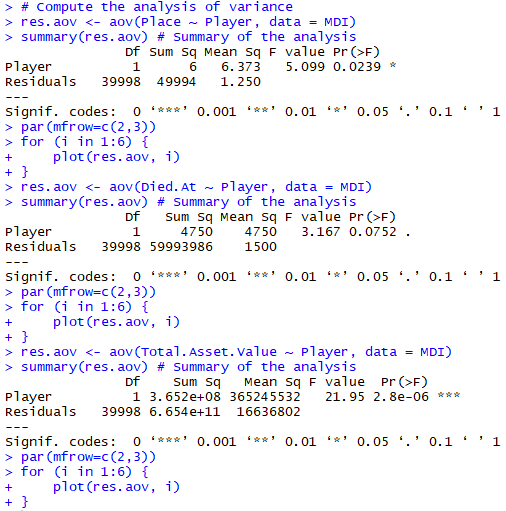 > # Compute the analysis of variance
> res.aov <- aov(Place ~ Player, data = MDI)
> summary(res.aov) # Summary of the analysis
               Df Sum Sq Mean Sq F value Pr(>F)
Player          1      6   6.373   5.099 0.0239 *
Residuals   39998  49994   1.250
---
Signif. codes:  0 ‘***’ 0.001 ‘**’ 0.01 ‘*’ 0.05 ‘.’ 0.1 ‘ ’ 1
> par(mfrow=c(2,3))
> for (i in 1:6) {
+     plot(res.aov, i)
+ }
> res.aov <- aov(Died.At ~ Player, data = MDI)
> summary(res.aov) # Summary of the analysis
               Df   Sum Sq Mean Sq F value Pr(>F)
Player          1     4750    4750   3.167 0.0752 .
Residuals   39998 59993986    1500
---
Signif. codes:  0 ‘***’ 0.001 ‘**’ 0.01 ‘*’ 0.05 ‘.’ 0.1 ‘ ’ 1
> par(mfrow=c(2,3))
> for (i in 1:6) {
+     plot(res.aov, i)
+ }
> res.aov <- aov(Total.Asset.Value ~ Player, data = MDI)
> summary(res.aov) # Summary of the analysis
               Df    Sum Sq   Mean Sq F value  Pr(>F)
Player          1 3.652e+08 365245532   21.95 2.8e-06 ***
Residuals   39998 6.654e+11  16636802
---
Signif. codes:  0 ‘***’ 0.001 ‘**’ 0.01 ‘*’ 0.05 ‘.’ 0.1 ‘ ’ 1
> par(mfrow=c(2,3))
> for (i in 1:6) {
+     plot(res.aov, i)
+ }